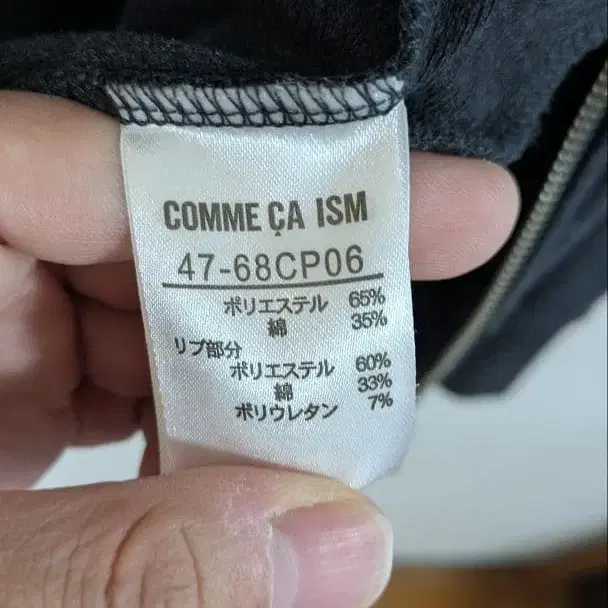 COMME ÇA ISM
47-68CP06
ポリエステル 65%
綿 35%
リブ部分
ポリエステル 60%
綿 33%
ポリウレタン 7%